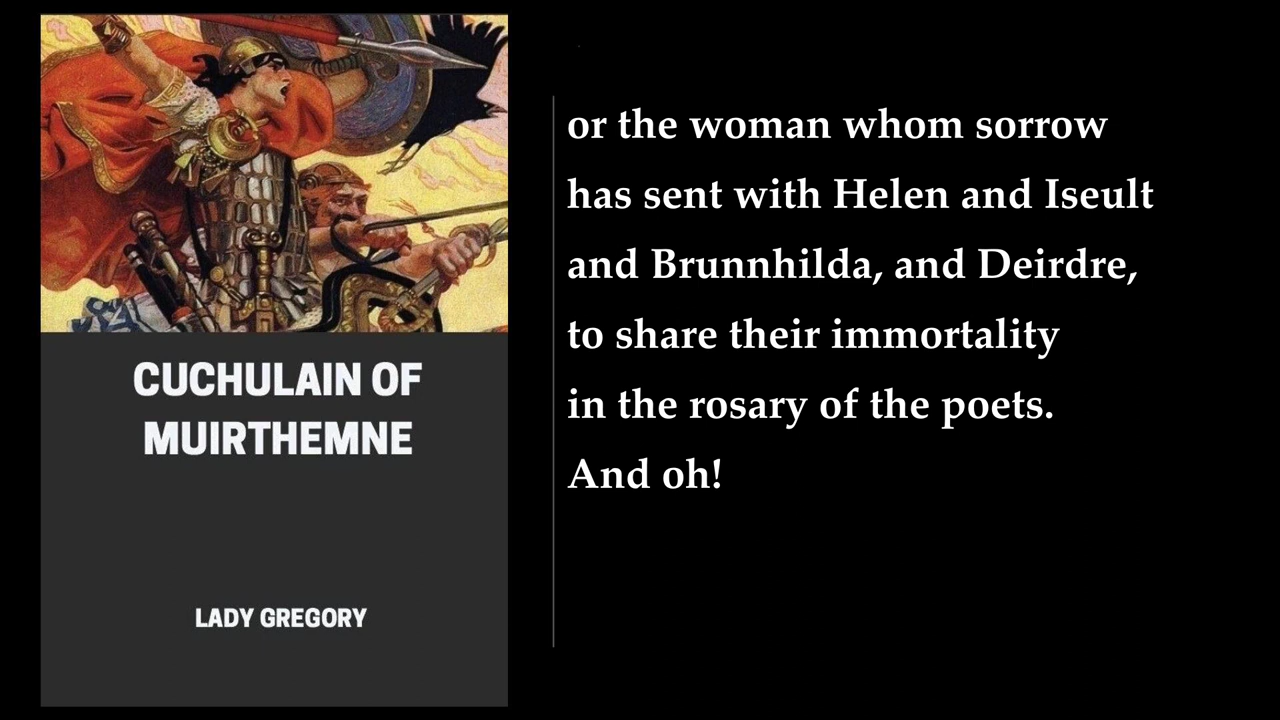 CUCHULAIN OF
MUIRTHEMNE
LADY GREGORY
or the woman whom sorrow
has sent with Helen and Iseult
and Brunnhilda, and Deirdre,
to share their immortality
in the rosary of the poets.
And oh!